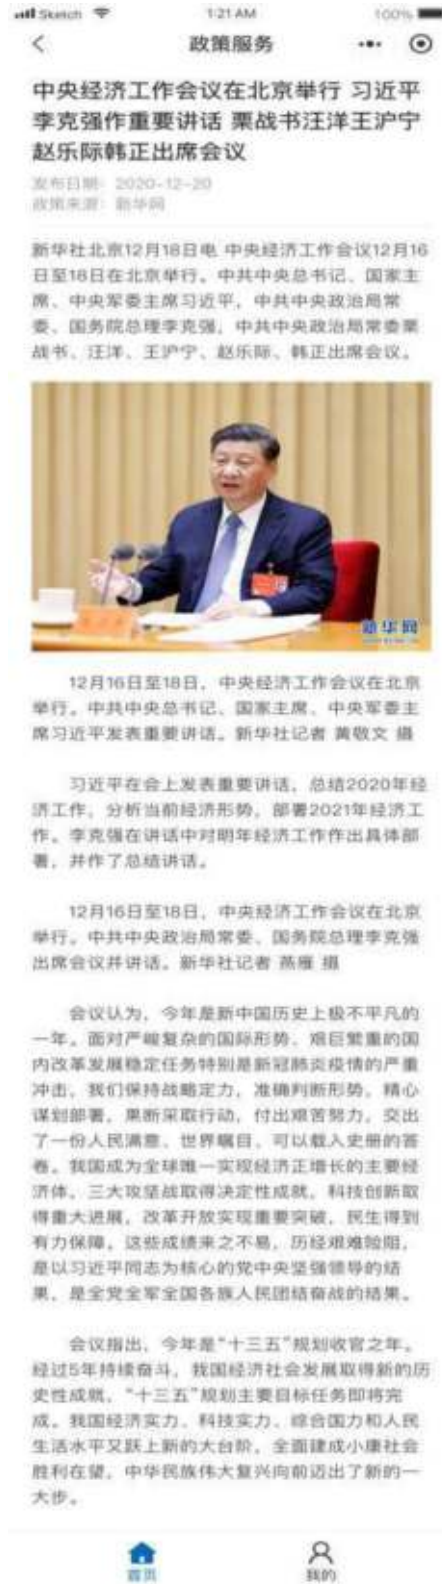 Sketch 1:21 AM 100%
政策服务
中央经济工作会议在北京举行 习近平
李克强作重要讲话 栗战书汪洋王沪宁
赵乐际韩正出席会议
发布日期：2020-12-20
政策来源：新华网
新华社北京12月18日电 中央经济工作会议12月16
日至18日在北京举行。中共中央总书记、国家主
席、中央军委主席习近平，中共中央政治局常
委、国务院总理李克强，中共中央政治局常委栗
战书、汪洋、王沪宁、赵乐际、韩正出席会议。
新华网
12月16日至18日，中央经济工作会议在北京
举行。中共中央总书记、国家主席、中央军委主
席习近平发表重要讲话。新华社记者 黄敬文 摄
习近平在会上发表重要讲话，总结2020年经
济工作，分析当前经济形势，部署2021年经济工
作。李克强在讲话中对明年经济工作作出具体部
署，并作了总结讲话。
12月16日至18日，中央经济工作会议在北京
举行。中共中央政治局常委、国务院总理李克强
出席会议并讲话。新华社记者 燕雁 摄
会议认为，今年是新中国历史上极不平凡的
一年。面对严峻复杂的国际形势、艰巨繁重的国
内改革发展稳定任务特别是新冠肺炎疫情的严重
冲击，我们保持战略定力，准确判断形势，精心
谋划部署，果断采取行动，付出艰苦努力，交出
了一份人民满意、世界瞩目、可以载入史册的答
卷。我国成为全球唯一实现经济正增长的主要经
济体，三大攻坚战取得决定性成就，科技创新取
得重大进展，改革开放实现重要突破，民生得到
有力保障。这些成绩来之不易，历经艰难险阻，
是以习近平同志为核心的党中央坚强领导的结
果，是全党全军全国各族人民团结奋战的结果。
会议指出，今年是“十三五”规划收官之年。
经过5年持续奋斗，我国经济社会发展取得新的历
史性成就，“十三五”规划主要目标任务即将完
成。我国经济实力、科技实力、综合国力和人民
生活水平又跃上新的大台阶，全面建成小康社会
胜利在望，中华民族伟大复兴向前迈出了新的一
大步。
首页 我的